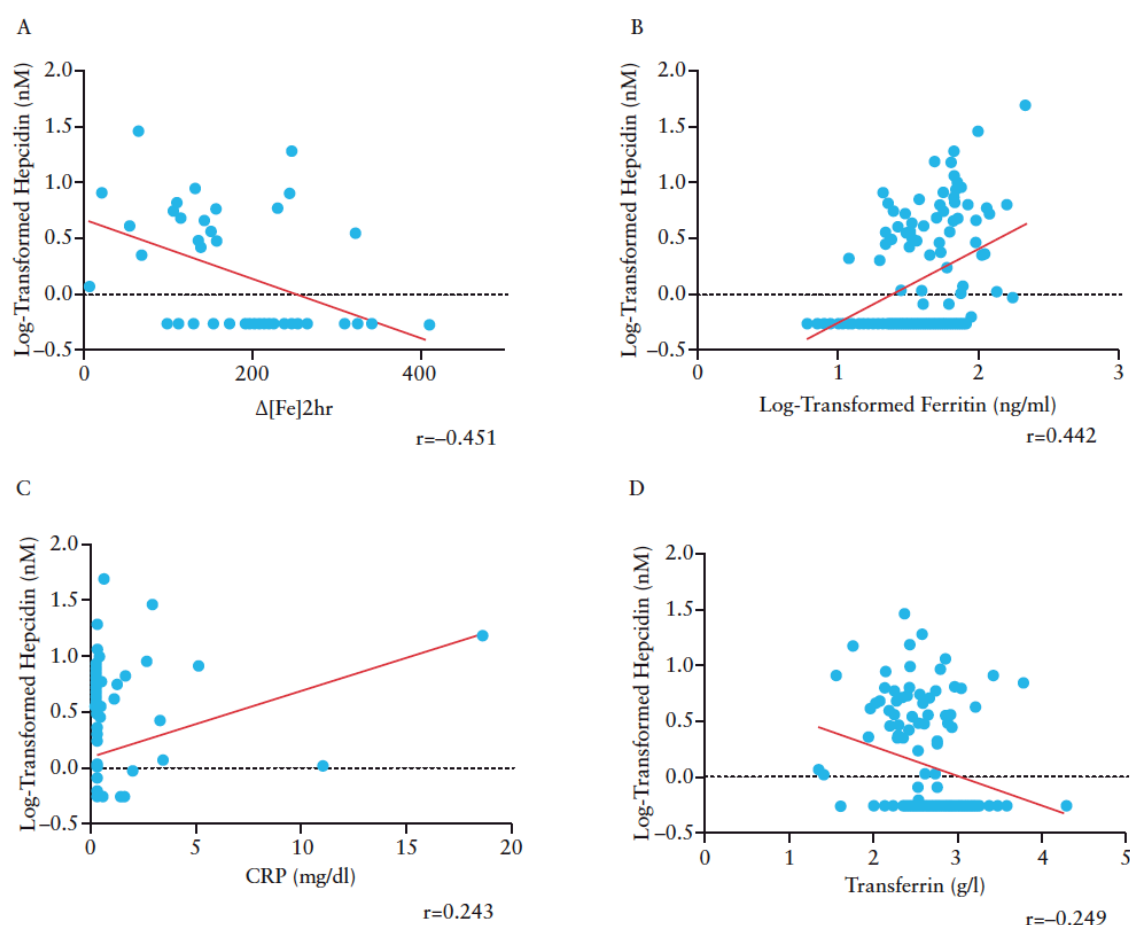 A
Log-Transformed Hepcidin (nM)
2.0
1.5
1.0
0.5
0.0
−0.5
0
200
400
Δ[Fe]2hr
r=−0.451
B
Log-Transformed Hepcidin (nM)
2.0
1.5
1.0
0.5
0.0
−0.5
0
1
2
3
Log-Transformed Ferritin (ng/ml)
r=0.442
C
Log-Transformed Hepcidin (nM)
2.0
1.5
1.0
0.5
0.0
−0.5
0
5
10
15
20
CRP (mg/dl)
r=0.243
D
Log-Transformed Hepcidin (nM)
2.0
1.5
1.0
0.5
0.0
−0.5
0
1
2
3
4
5
Transferrin (g/l)
r=−0.249